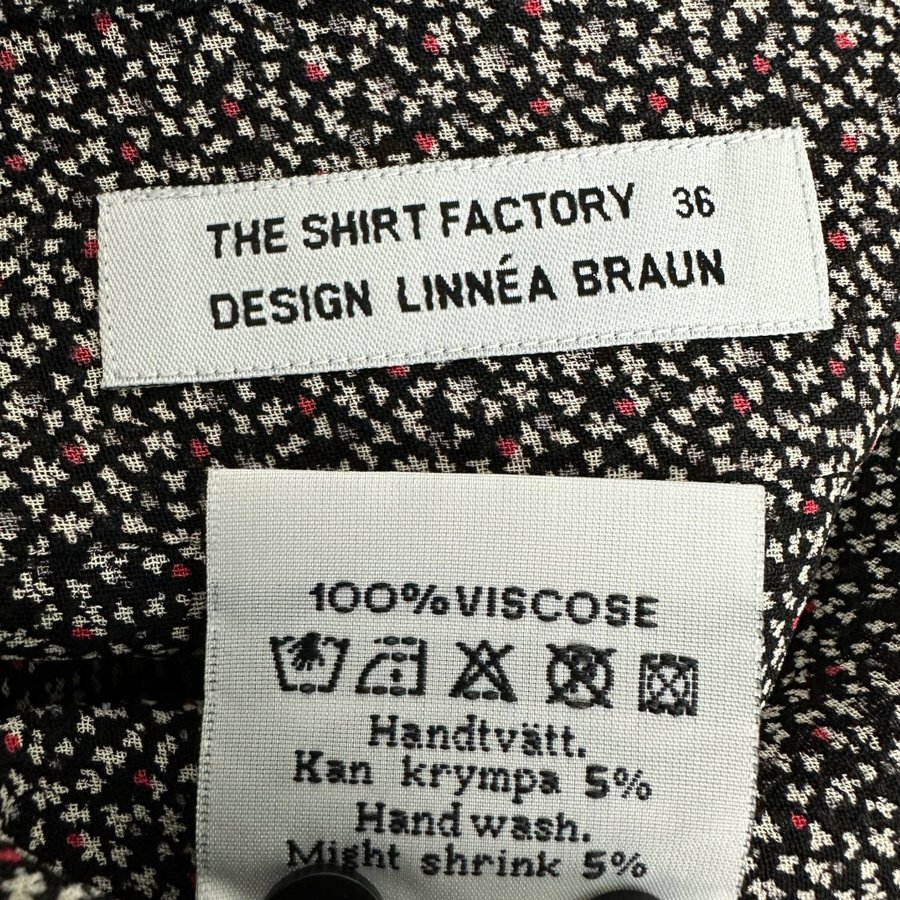 THE SHIRT FACTORY 36
DESIGN LINNÉA BRAUN
100% VISCOSE
Handtvätt.
Kan krympa 5%
Hand wash.
Might shrink 5%